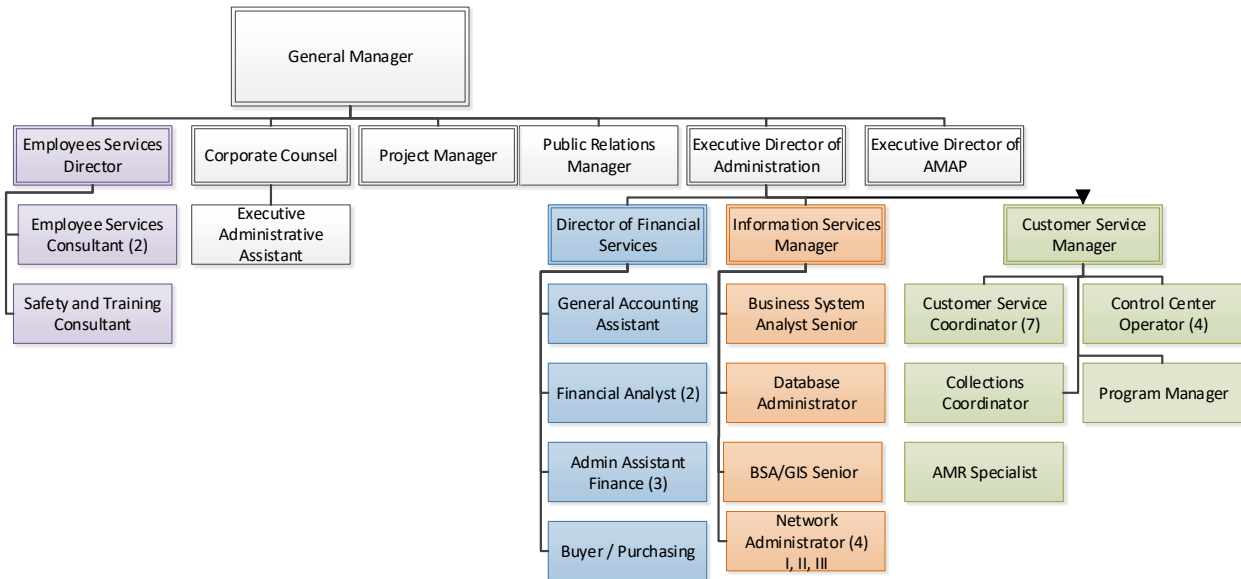 General Manager
Employees Services
Director
Corporate Counsel
Project Manager
Public Relations
Manager
Executive Director of
Administration
Executive Director of
AMAP
Employee Services
Consultant (2)
Safety and Training
Consultant
Executive
Administrative
Assistant
Director of Financial
Services
General Accounting
Assistant
Financial Analyst (2)
Admin Assistant
Finance (3)
Buyer / Purchasing
Information Services
Manager
Business System
Analyst Senior
Database
Administrator
BSA/GIS Senior
Network
Administrator (4)
I, II, III
Customer Service
Manager
Customer Service
Coordinator (7)
Control Center
Operator (4)
Collections
Coordinator
Program Manager
AMR Specialist